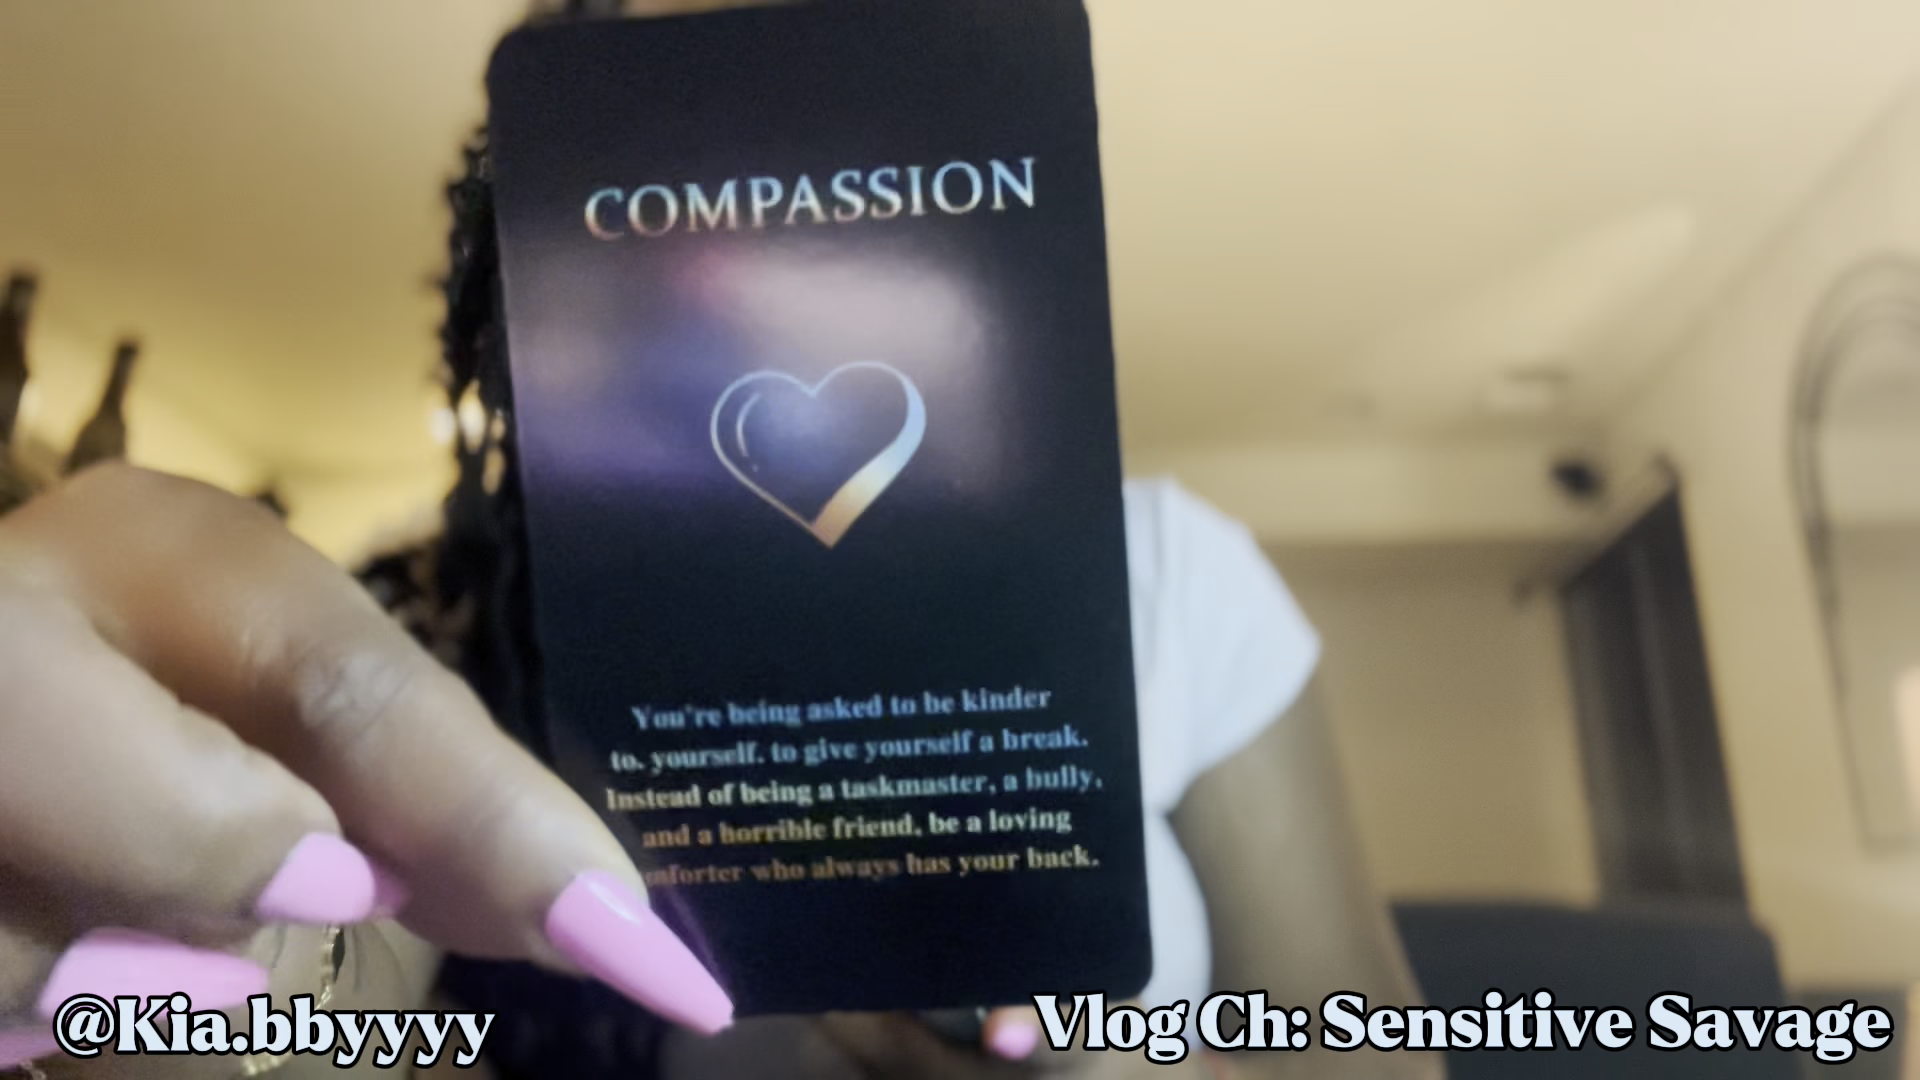 COMPASSION
You're being asked to be kinder
to. yourself. to give yourself a break.
Instead of being a taskmaster, a bully,
and a horrible friend, be a loving
who always has your back.
@Kia.bbyyyy
Vlog Ch: Sensitive Savage